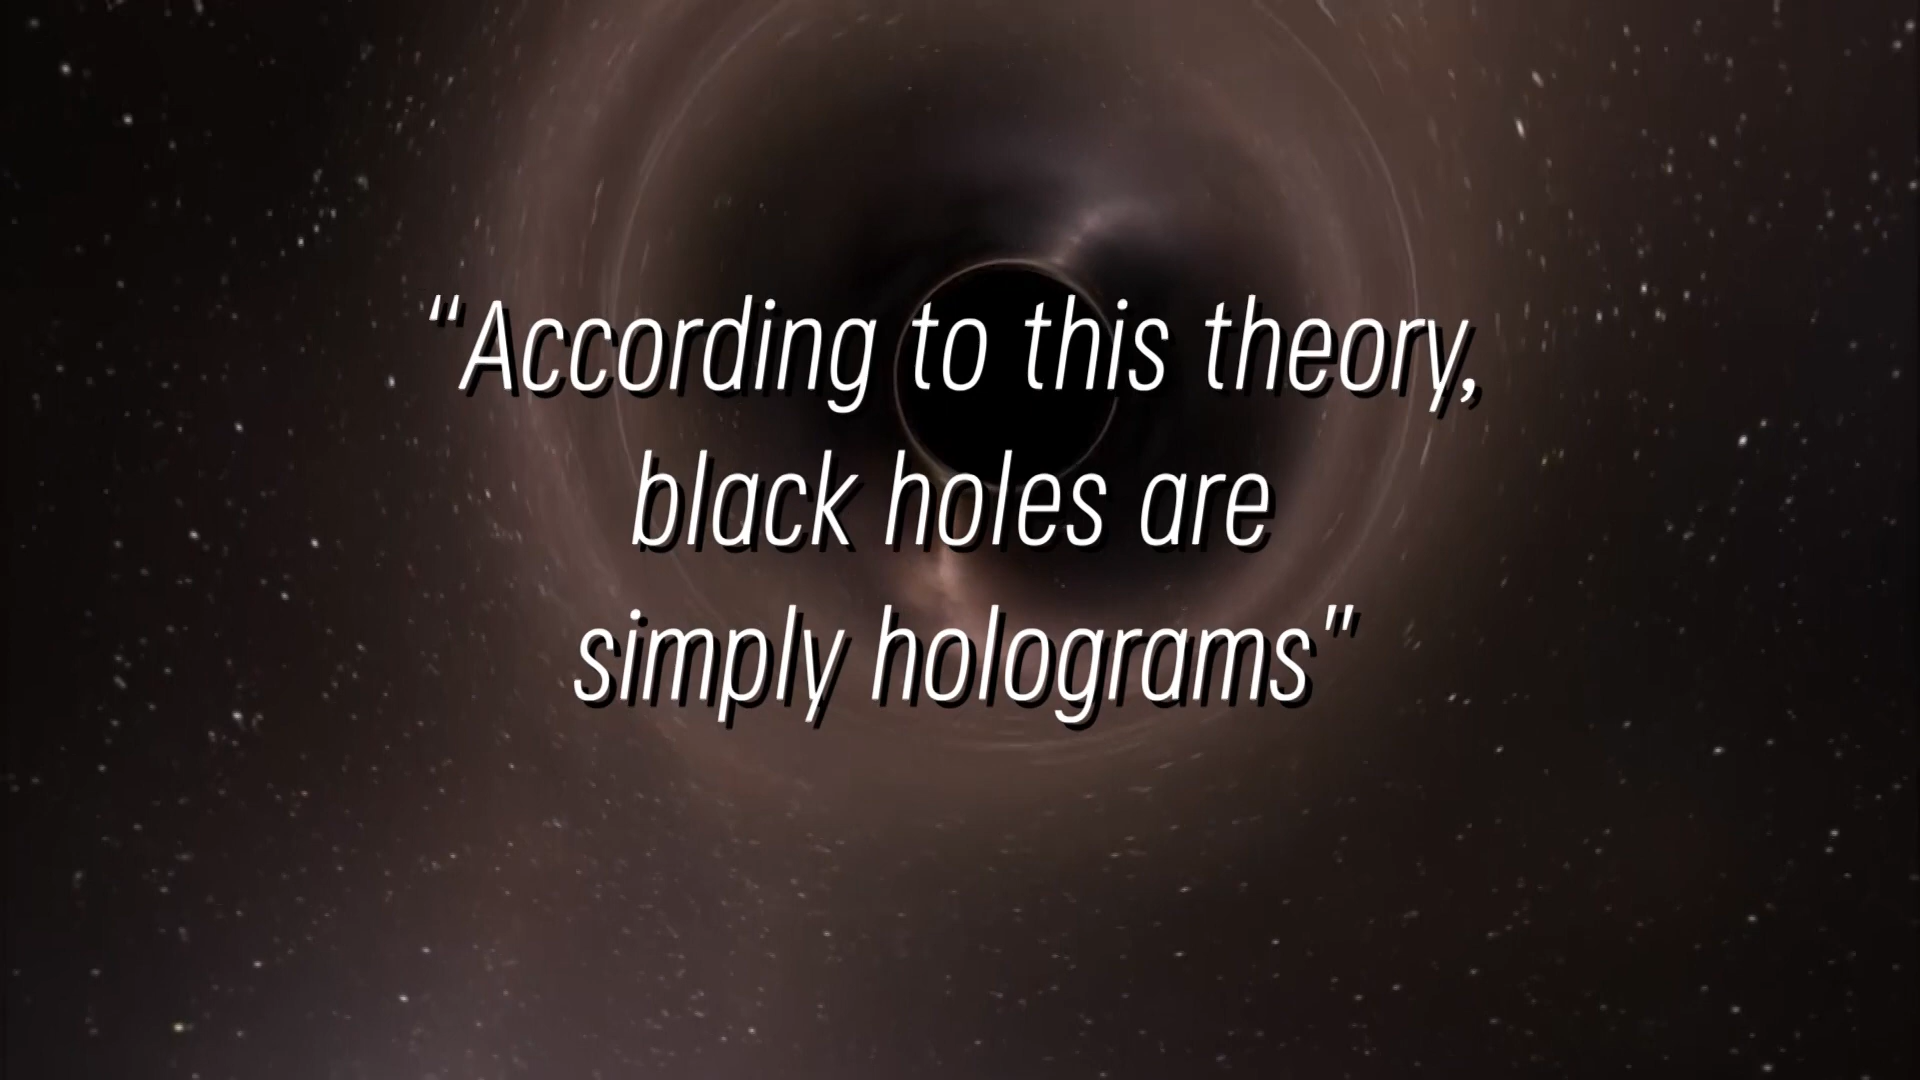 “According to this theory,
black holes are
simply holograms”